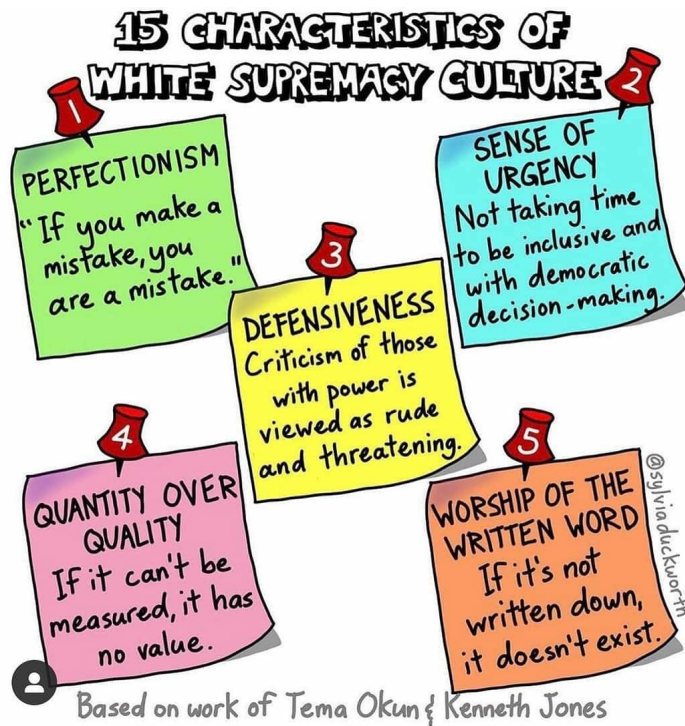 15 CHARACTERISTICS OF
WHITE SUPREMACY CULTURE
1
PERFECTIONISM
"If you make a
mistake, you
are a mistake."
2
SENSE OF
URGENCY
Not taking time
to be inclusive and
with democratic
decision-making.
3
DEFENSIVENESS
Criticism of those
with power is
viewed as rude
and threatening.
4
QUANTITY OVER
QUALITY
If it can't be
measured, it has
no value.
5
WORSHIP OF THE
WRITTEN WORD
If it's not
written down,
it doesn't exist.
@sylviaduckworth
Based on work of Tema Okun & Kenneth Jones